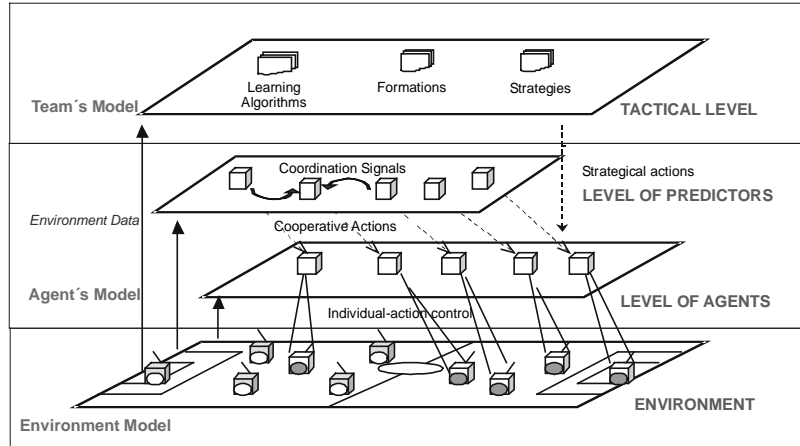 Learning
Algorithms
Formations
Strategies
Team´s Model
TACTICAL LEVEL
Coordination Signals
Strategical actions
LEVEL OF PREDICTORS
Environment Data
Cooperative Actions
Agent´s Model
LEVEL OF AGENTS
Individual-action control
ENVIRONMENT
Environment Model